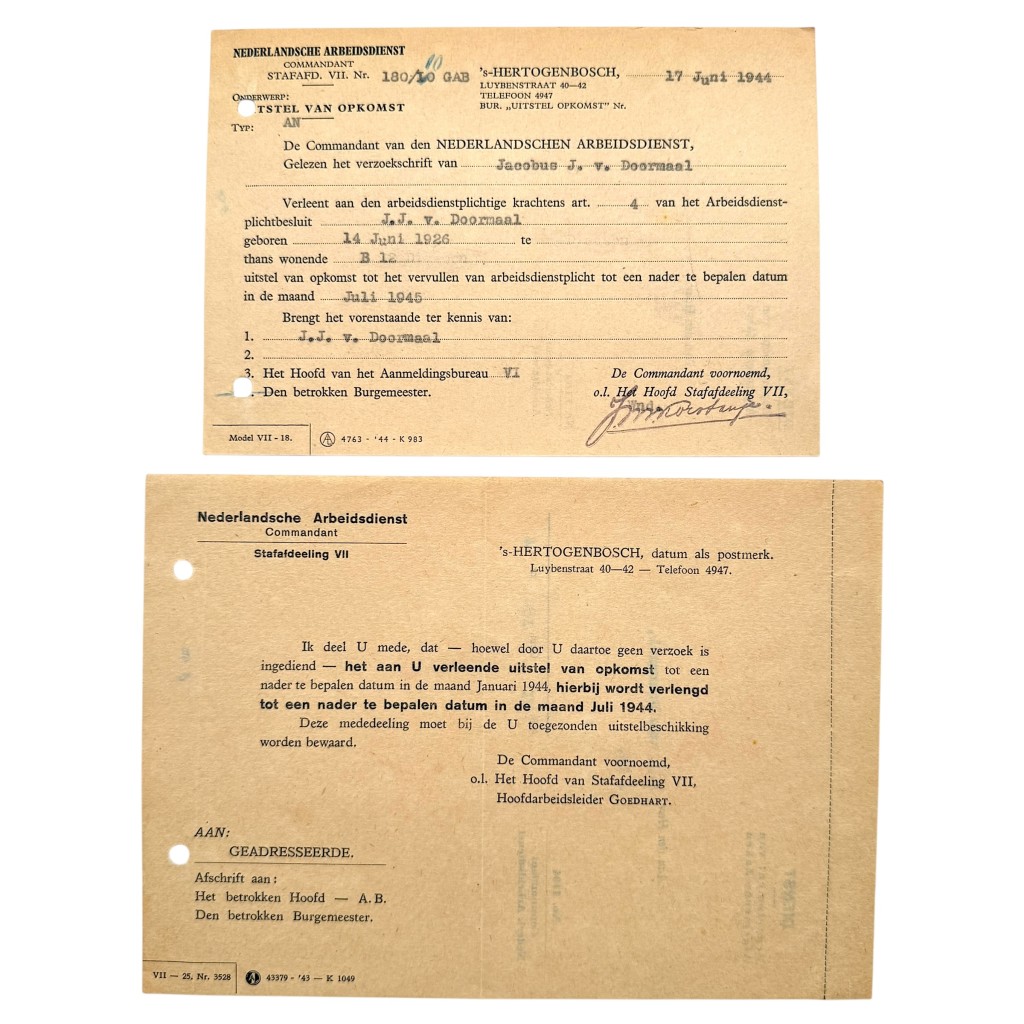 NEDERLANDSCHE ARBEIDSDIENST
COMMANDANT
STAFAFD. VII. Nr. 180/10 GAB
's-HERTOGENBOSCH, 17 Juni 1944
LUYBENSTRAAT 40—42
TELEFOON 4947
BUR. „UITSTEL OPKOMST" Nr.
ONDERWERP:
TSTEL VAN OPKOMST
TYP: AN
De Commandant van den NEDERLANDSCHEN ARBEIDSDIENST,
Gelezen het verzoekschrift van Jacobus J. v. Doormaal
Verleent aan den arbeidsdienstplichtige krachtens art. 4 van het Arbeidsdienst-
plichtbesluit J.J. v. Doormaal
geboren 14 Juni 1926 te
thans wonende B 12
uitstel van opkomst tot het vervullen van arbeidsdienstplicht tot een nader te bepalen datum
in de maand Juli 1945
Brengt het vorenstaande ter kennis van:
1. J.J. v. Doormaal
2.
3. Het Hoofd van het Aanmeldingsbureau VI
Den betrokken Burgemeester.
De Commandant voornoemd,
o.l. Het Hoofd Stafafdeeling VII,
Model VII - 18.
4763 - '44 - K 983
Nederlandsche Arbeidsdienst
Commandant
Stafafdeeling VII
's-HERTOGENBOSCH, datum als postmerk.
Luybenstraat 40—42 — Telefoon 4947.
Ik deel U mede, dat — hoewel door U daartoe geen verzoek is
ingediend — het aan U verleende uitstel van opkomst tot een
nader te bepalen datum in de maand Januari 1944, hierbij wordt verlengd
tot een nader te bepalen datum in de maand Juli 1944.
Deze mededeeling moet bij de U toegezonden uitstelbeschikking
worden bewaard.
De Commandant voornoemd,
o.l. Het Hoofd van Stafafdeeling VII,
Hoofdarbeidsleider GOEDHART.
AAN:
GEADRESSEERDE.
Afschrift aan:
Het betrokken Hoofd — A.B.
Den betrokken Burgemeester.
VII — 25, Nr. 3528
43379 - '43 — K 1049